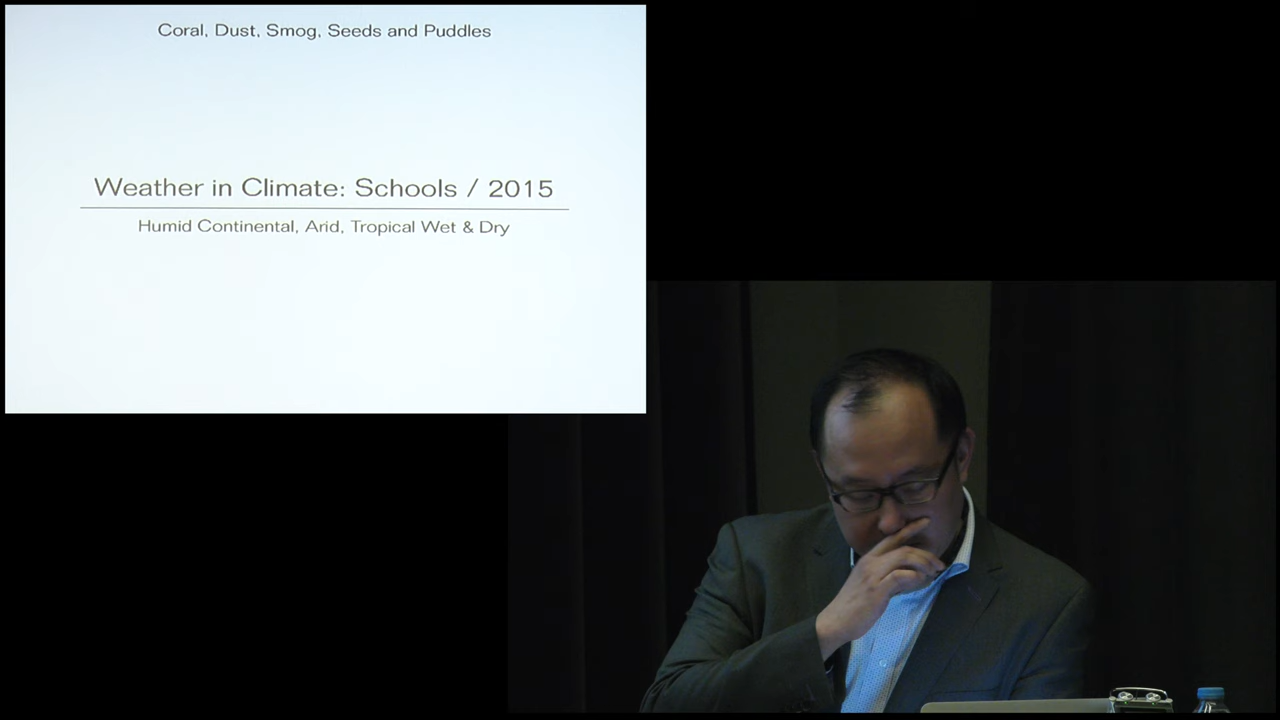 Coral, Dust, Smog, Seeds and Puddles
Weather in Climate: Schools / 2015
Humid Continental, Arid, Tropical Wet & Dry